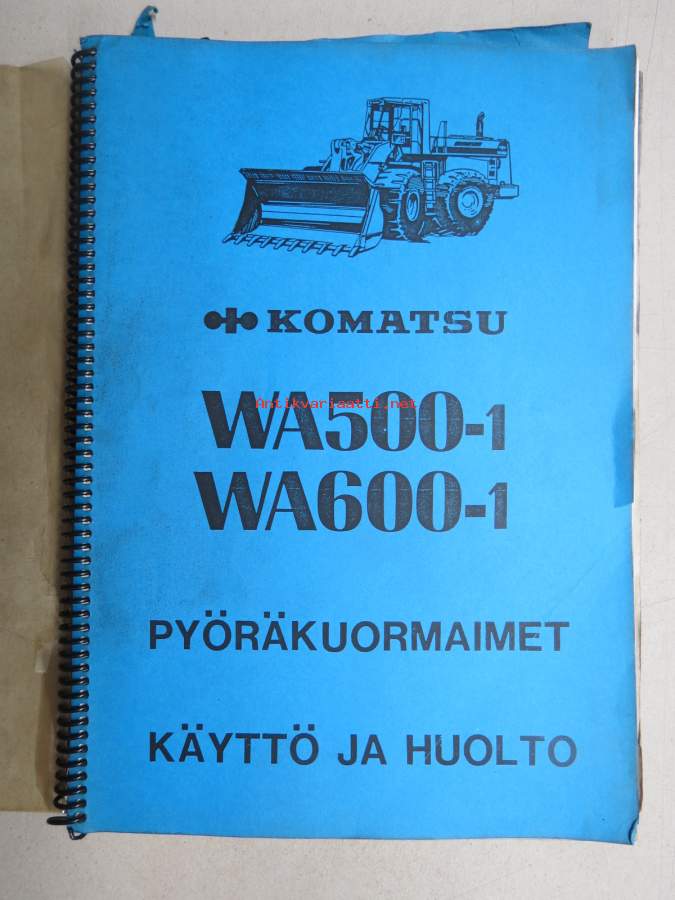 KOMATSU
WA500-1
Antikvariaatti.net
WA600-1
PYÖRÄKUORMAIMET
KÄYTTÖ JA HUOLTO